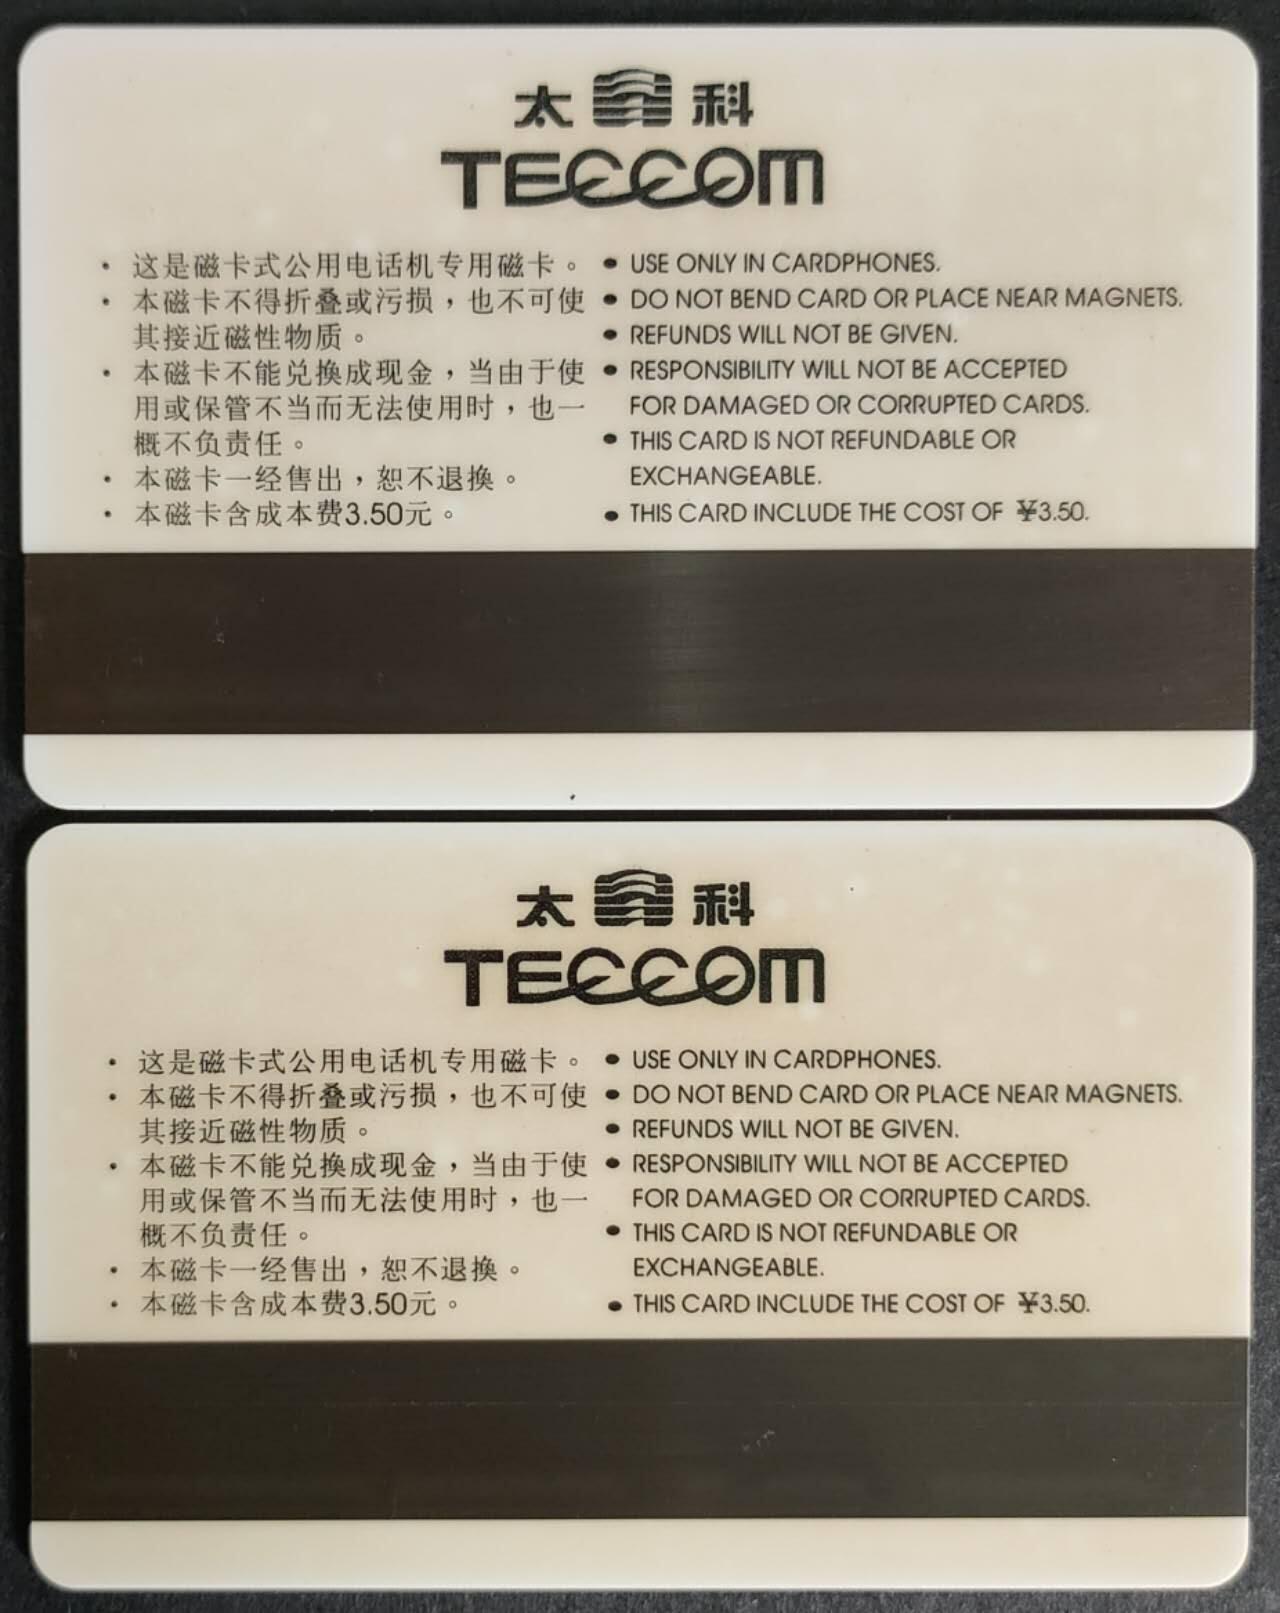 太 科
TECCOM
· 这是磁卡式公用电话机专用磁卡。
· 本磁卡不得折叠或污损，也不可使
其接近磁性物质。
· 本磁卡不能兑换成现金，当由于使
用或保管不当而无法使用时，也一
概不负责任。
· 本磁卡一经售出，恕不退换。
· 本磁卡含成本费3.50元。
● USE ONLY IN CARDPHONES.
● DO NOT BEND CARD OR PLACE NEAR MAGNETS.
● REFUNDS WILL NOT BE GIVEN.
● RESPONSIBILITY WILL NOT BE ACCEPTED
FOR DAMAGED OR CORRUPTED CARDS.
● THIS CARD IS NOT REFUNDABLE OR
EXCHANGEABLE.
● THIS CARD INCLUDE THE COST OF ¥3.50.
太 科
TECCOM
· 这是磁卡式公用电话机专用磁卡。
· 本磁卡不得折叠或污损，也不可使
其接近磁性物质。
· 本磁卡不能兑换成现金，当由于使
用或保管不当而无法使用时，也一
概不负责任。
· 本磁卡一经售出，恕不退换。
· 本磁卡含成本费3.50元。
● USE ONLY IN CARDPHONES.
● DO NOT BEND CARD OR PLACE NEAR MAGNETS.
● REFUNDS WILL NOT BE GIVEN.
● RESPONSIBILITY WILL NOT BE ACCEPTED
FOR DAMAGED OR CORRUPTED CARDS.
● THIS CARD IS NOT REFUNDABLE OR
EXCHANGEABLE.
● THIS CARD INCLUDE THE COST OF ¥3.50.